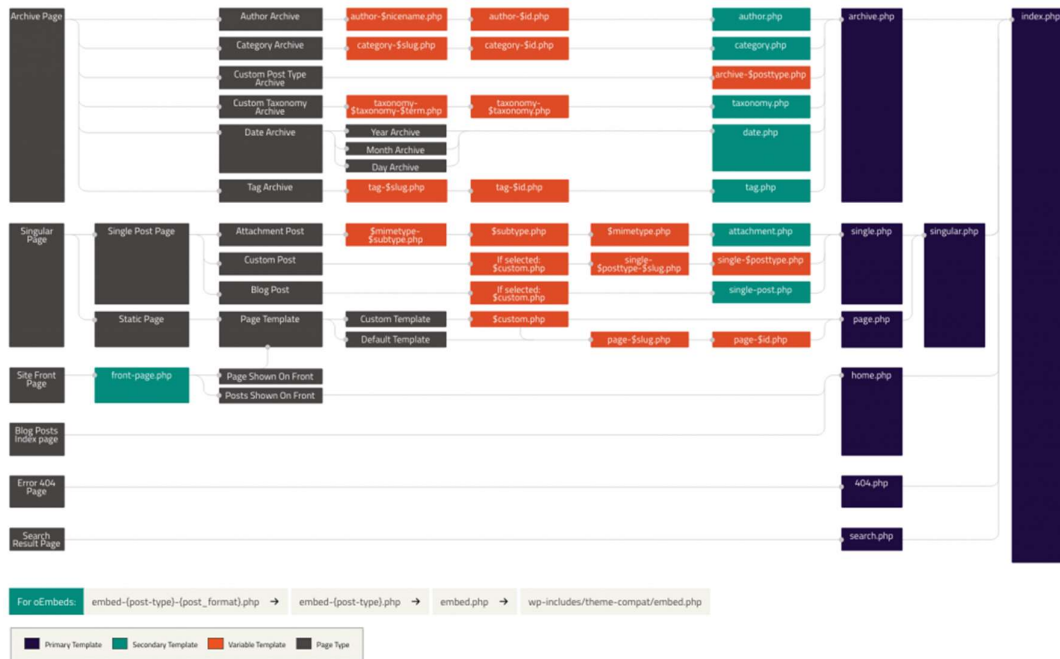 Archive Page
Author Archive
author-$nicename.php
author-$id.php
author.php
archive.php
index.php
Category Archive
category-$slug.php
category-$id.php
category.php
Custom Post Type
Archive
archive-$posttype.php
Custom Taxonomy
Archive
taxonomy-
$taxonomy-$term.php
taxonomy-
$taxonomy.php
taxonomy.php
Date Archive
Year Archive
Month Archive
Day Archive
date.php
Tag Archive
tag-$slug.php
tag-$id.php
tag.php
Singular
Page
Single Post Page
Attachment Post
$mimetype-
$subtype.php
$subtype.php
$mimetype.php
attachment.php
single.php
singular.php
Custom Post
If selected:
$custom.php
single-
$posttype-$slug.php
single-$posttype.php
Blog Post
If selected:
$custom.php
single-post.php
Static Page
Page Template
Custom Template
$custom.php
page.php
Default Template
page-$slug.php
page-$id.php
Site Front
Page
front-page.php
Page Shown On Front
Posts Shown On Front
home.php
Blog Posts
Index page
Error 404
Page
404.php
Search
Result Page
search.php
For oEmbeds:
embed-{post-type}-{post_format}.php → embed-{post-type}.php → embed.php → wp-includes/theme-compat/embed.php
Primary Template
Secondary Template
Variable Template
Page Type